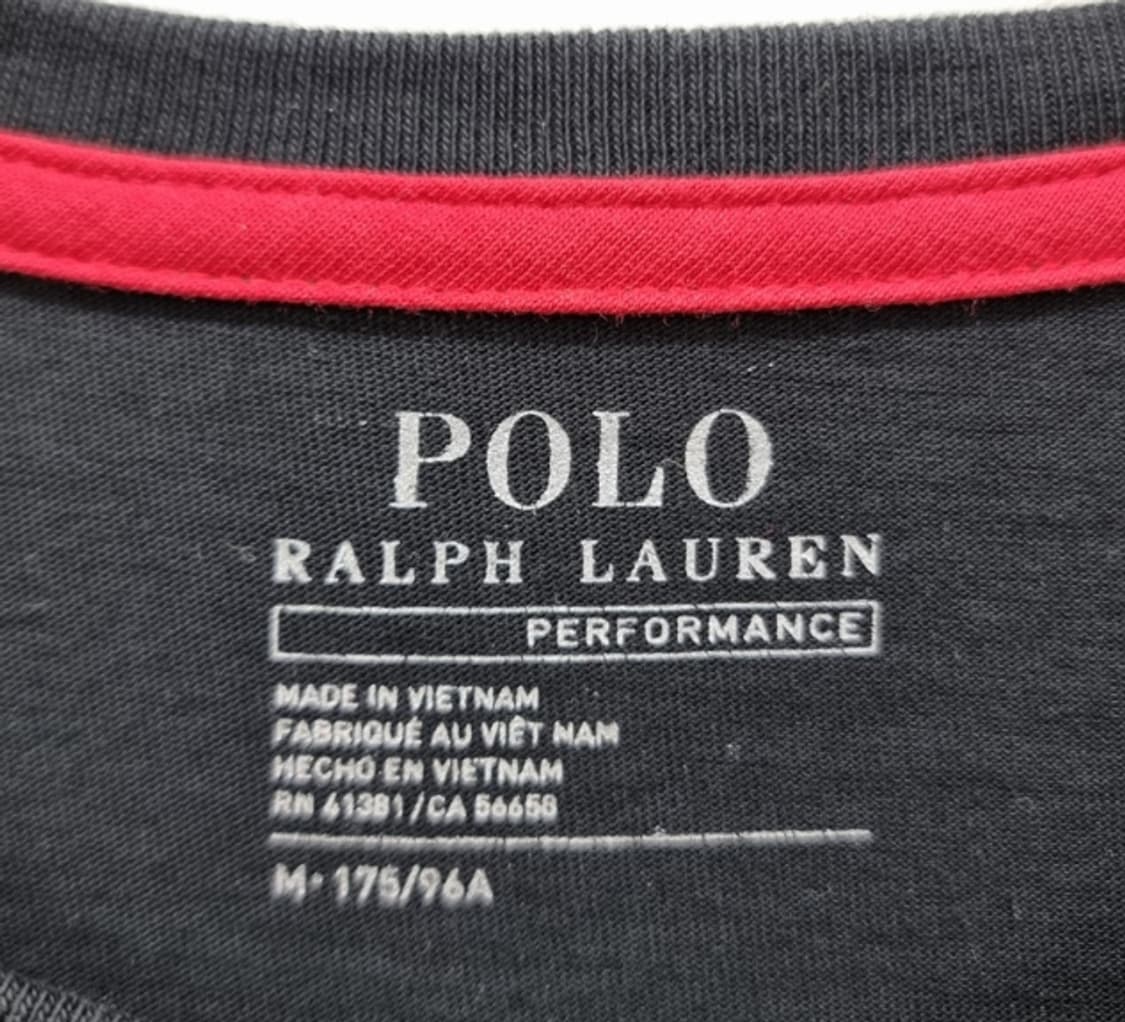 POLO
RALPH LAUREN
PERFORMANCE
MADE IN VIETNAM
FABRIQUÉ AU VIÊT NAM
HECHO EN VIETNAM
RN 41381/CA 56658
M• 175/96A